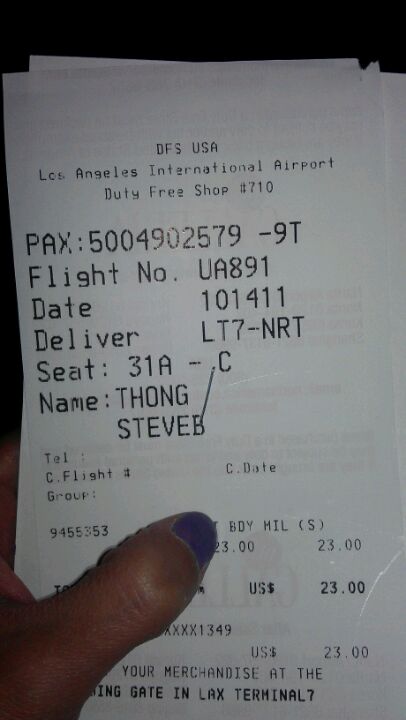 DFS USA
Los Angeles International Airport
Duty Free Shop #710
PAX:5004902579 -9T
Flight No. UA891
Date 101411
Deliver LT7-NRT
Seat: 31A - C
Name: THONG
STEVEB
Tel :
C.Flight # C.Date
Group:
9455353 BDY MIL (S)
23.00 23.00
US$ 23.00
XXXX1349
US$ 23.00
YOUR MERCHANDISE AT THE
GATE IN LAX TERMINAL7